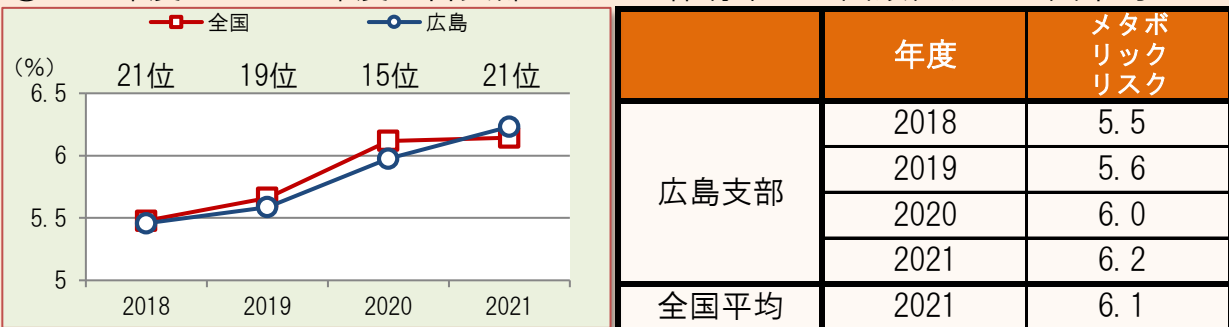 全国 広島
(%)
21位 19位 15位 21位
6.5
6
5.5
5
2018 2019 2020 2021
年度 メタボ
リック
リスク
広島支部
2018 5.5
2019 5.6
2020 6.0
2021 6.2
全国平均 2021 6.1